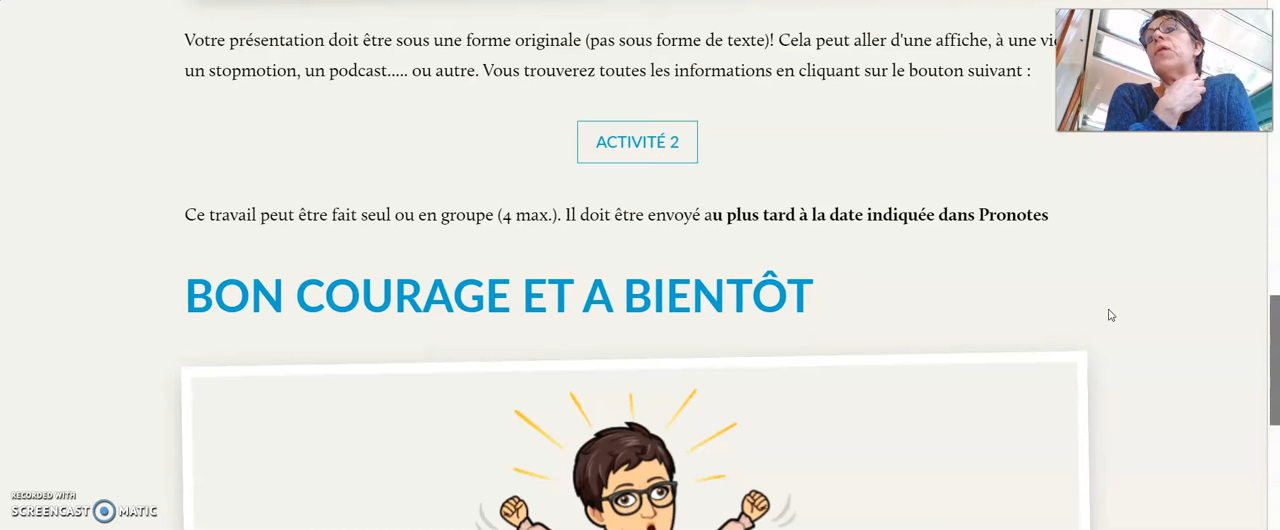 Votre présentation doit être sous une forme originale (pas sous forme de texte)! Cela peut aller d'une affiche, à une
un stopmotion, un podcast..... ou autre. Vous trouverez toutes les informations en cliquant sur le bouton suivant :
ACTIVITÉ 2
Ce travail peut être fait seul ou en groupe (4 max.). Il doit être envoyé au plus tard à la date indiquée dans Pronotes
BON COURAGE ET A BIENTÔT
RECORDED WITH
SCREENCAST MATIC